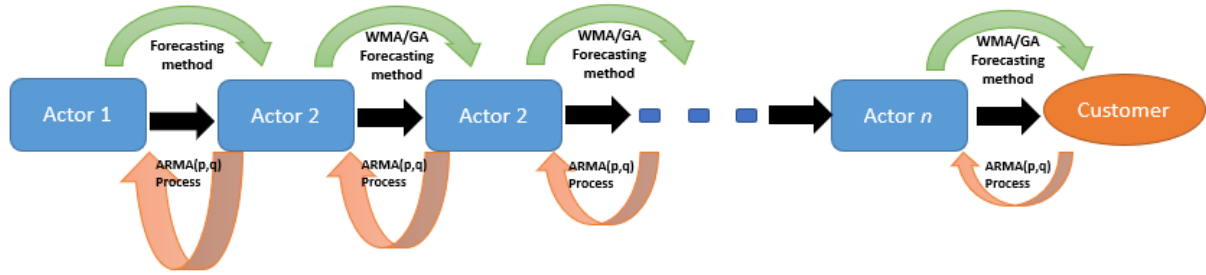 Forecasting
method
WMA/GA
Forecasting
method
WMA/GA
Forecasting
method
WMA/GA
Forecasting
method
Actor 1
Actor 2
Actor 2
Actor n
Customer
ARMA(p,q)
Process
ARMA(p,q)
Process
ARMA(p,q)
Process
ARMA(p,q)
Process